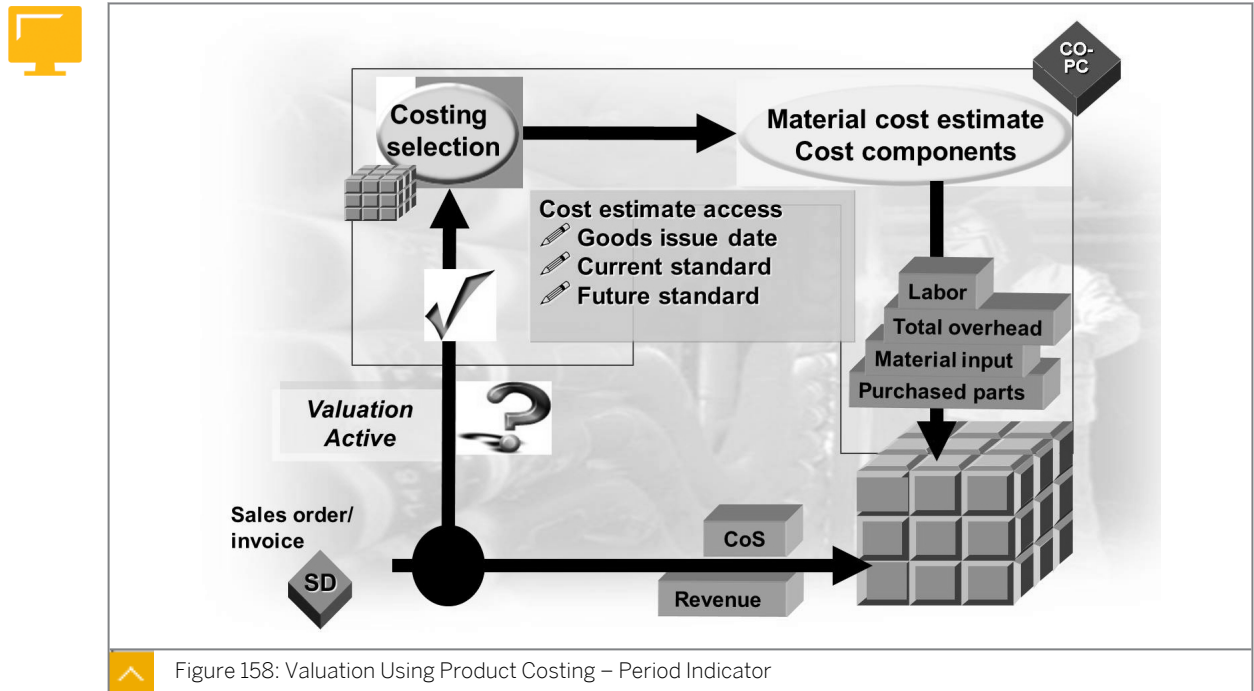 CO-
PC
Costing
selection
Material cost estimate
Cost components
Cost estimate access
Goods issue date
Current standard
Future standard
Labor
Total overhead
Material input
Purchased parts
Valuation
Active
Sales order/
invoice
SD
CoS
Revenue
Figure 158: Valuation Using Product Costing – Period Indicator